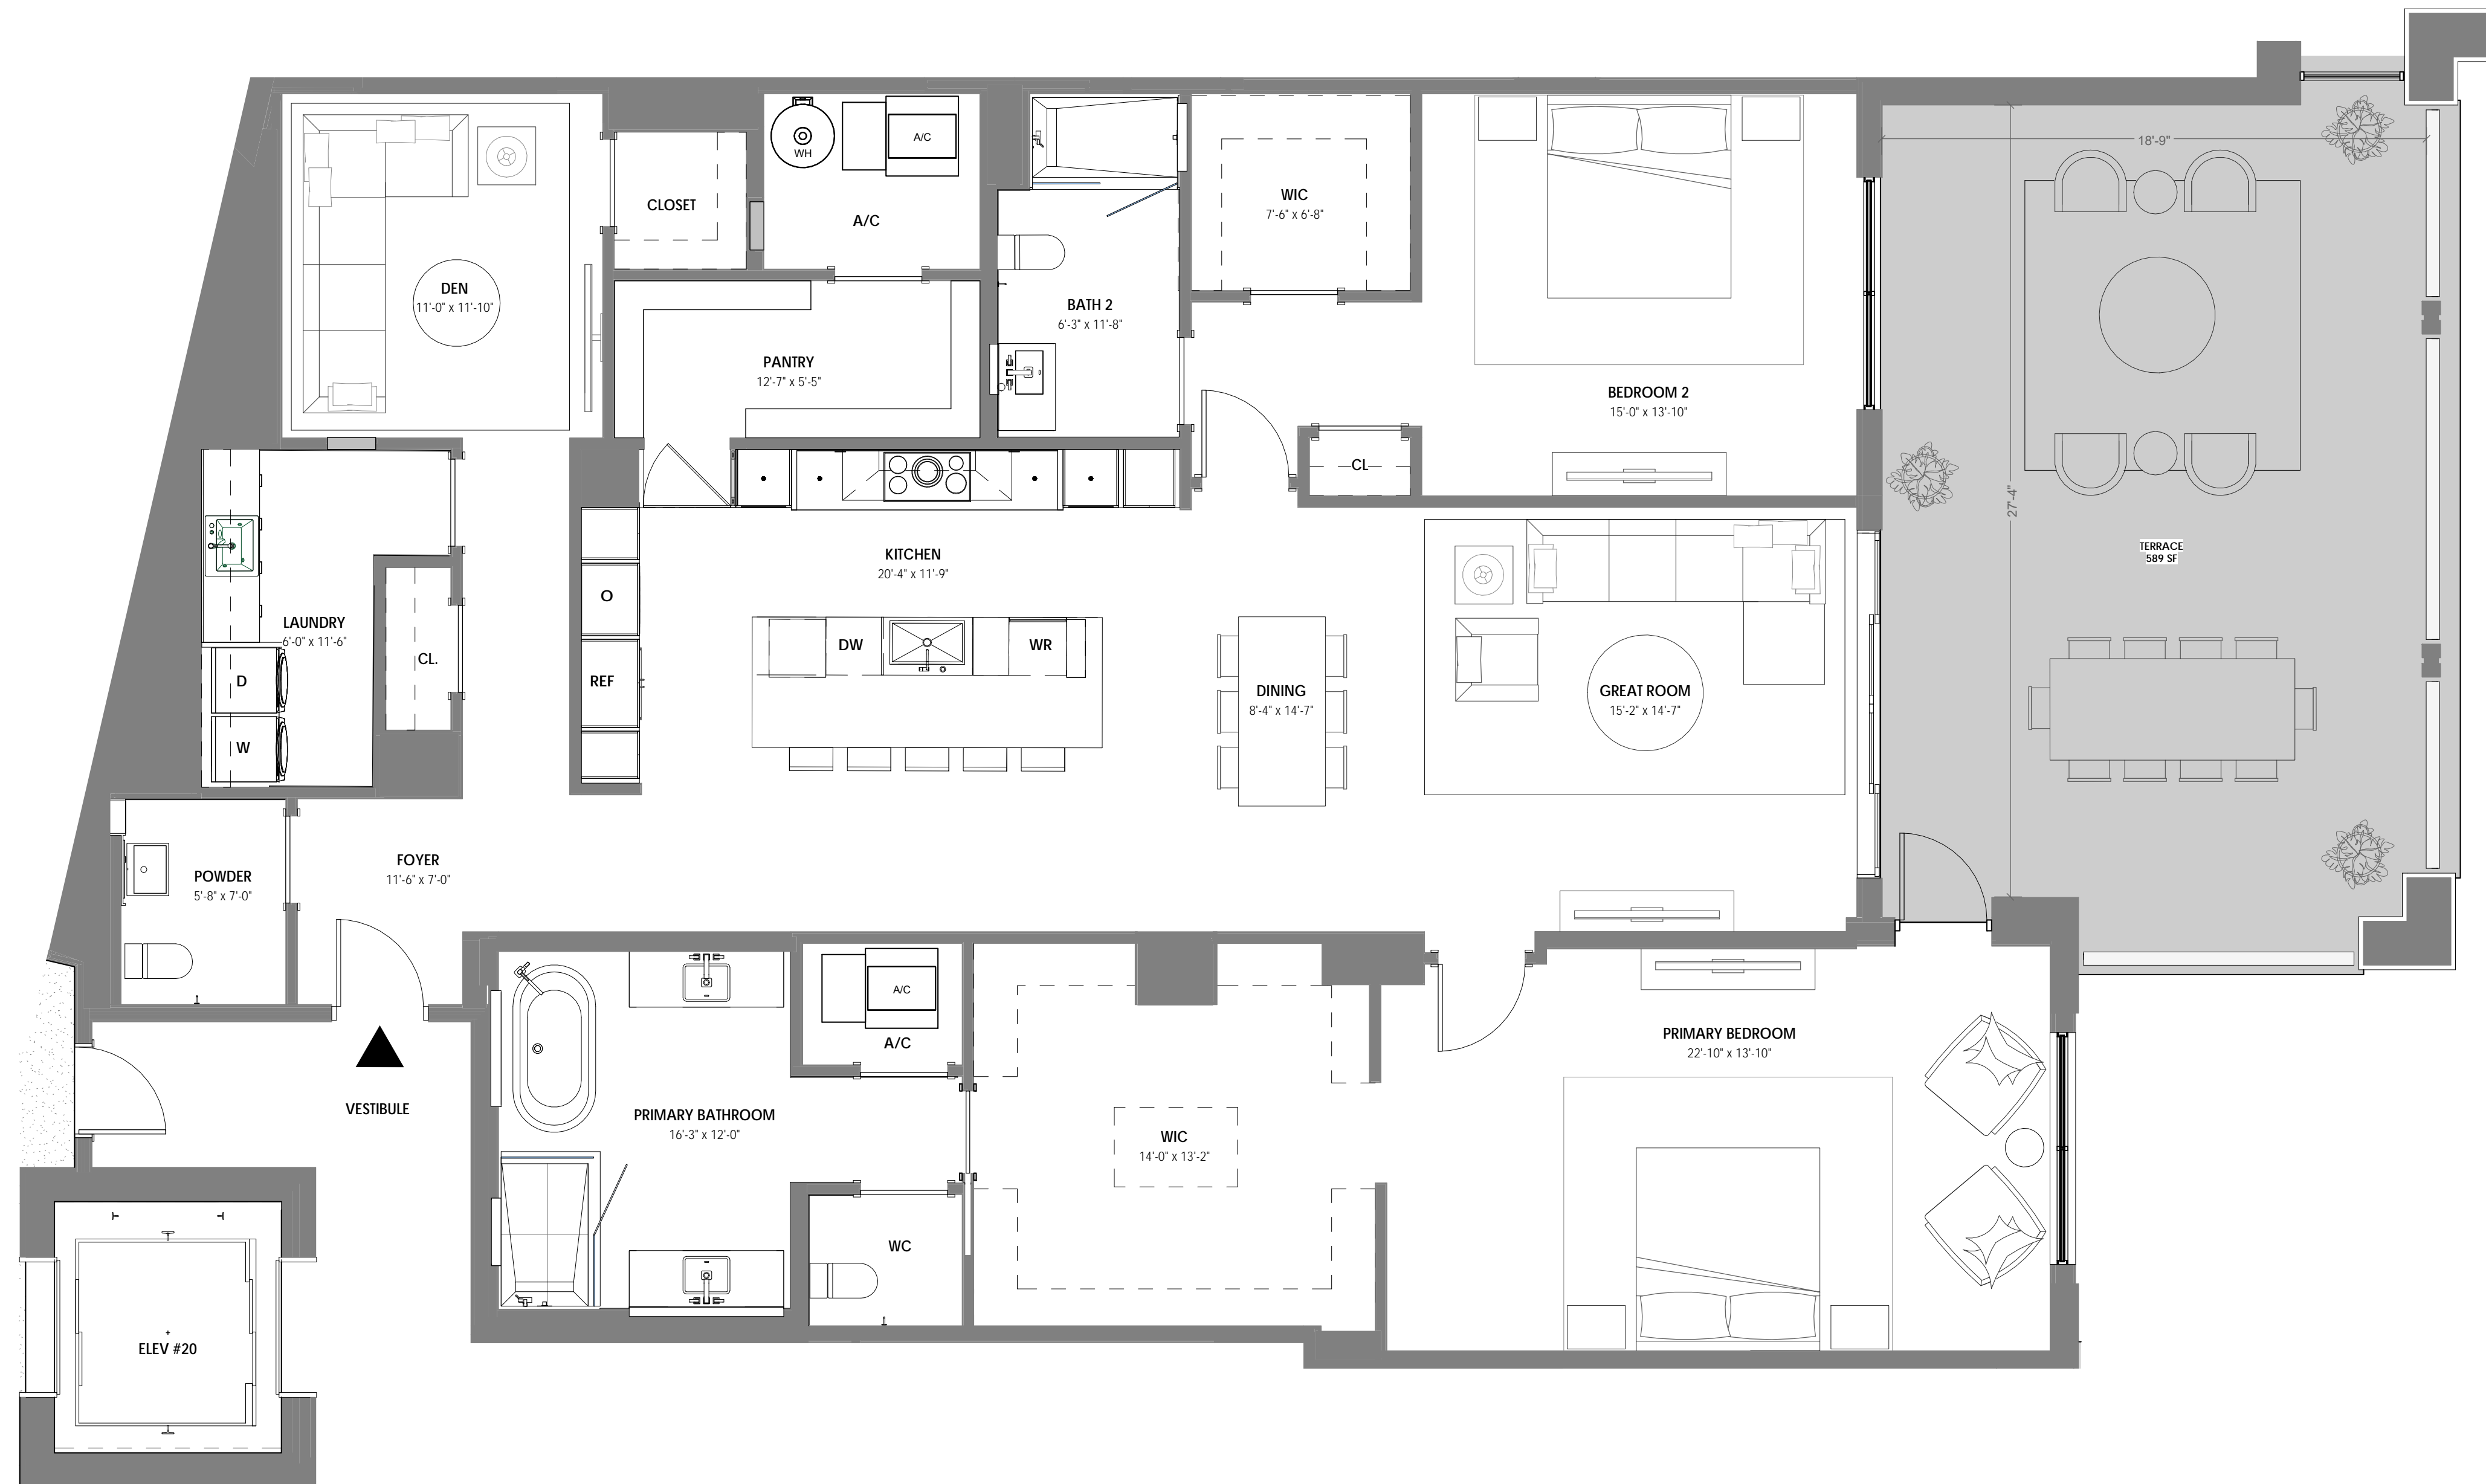 18'-9"
WH
A/C
A/C
CLOSET
WIC
7'-6" x 6'-8"
DEN
11'-0" x 11'-10"
BATH 2
6'-3" x 11'-8"
PANTRY
12'-7" x 5'-5"
BEDROOM 2
15'-0" x 13'-10"
CL
27'-4"
TERRACE
589 SF
KITCHEN
20'-4" x 11'-9"
O
LAUNDRY
6'-0" x 11'-6"
CL.
DW
WR
D
REF
DINING
8'-4" x 14'-7"
GREAT ROOM
15'-2" x 14'-7"
W
FOYER
11'-6" x 7'-0"
POWDER
5'-8" x 7'-0"
A/C
A/C
PRIMARY BEDROOM
22'-10" x 13'-10"
VESTIBULE
PRIMARY BATHROOM
16'-3" x 12'-0"
WIC
14'-0" x 13'-2"
WC
ELEV #20